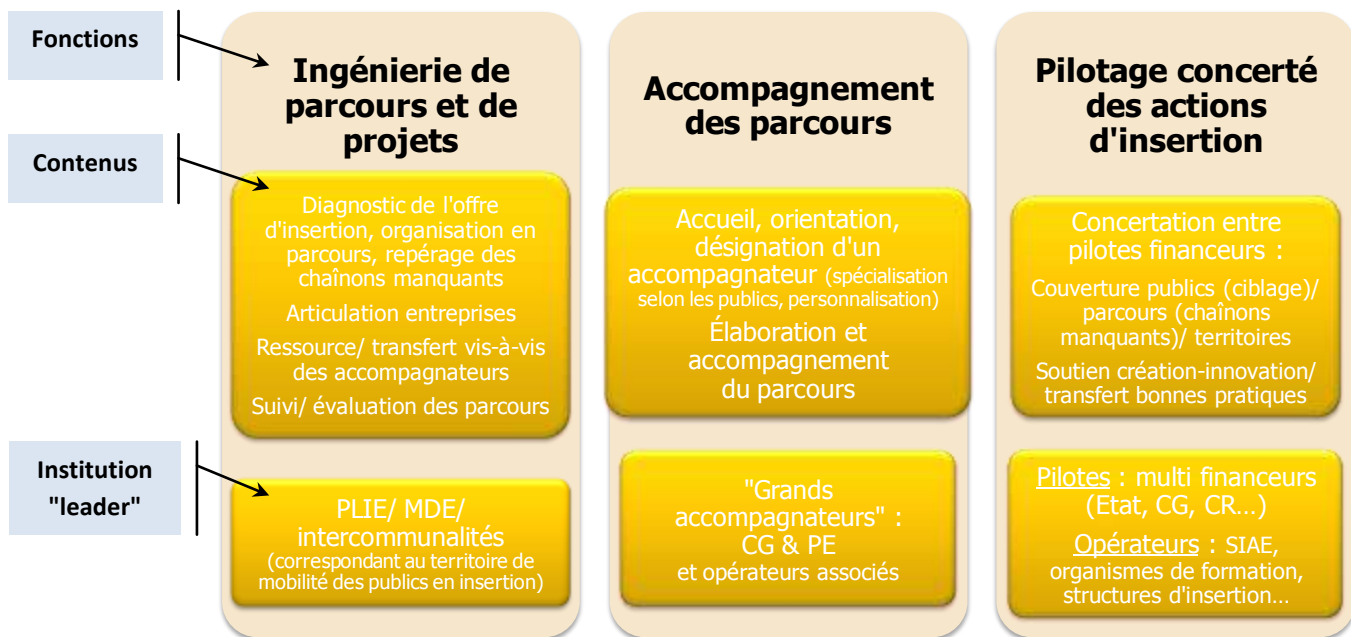 Fonctions
Contenus
Institution
"leader"
Ingénierie de
parcours et de
projets
Diagnostic de l'offre
d'insertion, organisation en
parcours, repérage des
chaînons manquants
Articulation entreprises
Ressource/ transfert vis-à-vis
des accompagnateurs
Suivi/ évaluation des parcours
PLIE/ MDE/
intercommunalités
(correspondant au territoire de
mobilité des publics en insertion)
Accompagnement
des parcours
Accueil, orientation,
désignation d'un
accompagnateur (spécialisation
selon les publics, personnalisation)
Élaboration et
accompagnement
du parcours
"Grands
accompagnateurs" :
CG & PE
et opérateurs associés
Pilotage concerté
des actions
d'insertion
Concertation entre
pilotes financeurs :
Couverture publics (ciblage)/
parcours (chaînons
manquants)/ territoires
Soutien création-innovation/
transfert bonnes pratiques
Pilotes : multi financeurs
(Etat, CG, CR…)
Opérateurs : SIAE,
organismes de formation,
structures d'insertion…